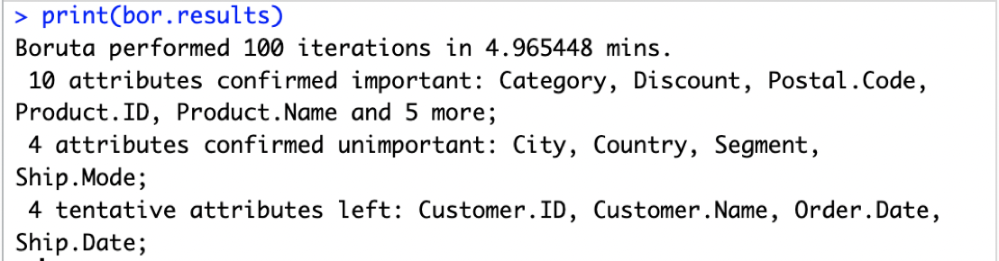 > print(bor.results)
Boruta performed 100 iterations in 4.965448 mins.
 10 attributes confirmed important: Category, Discount, Postal.Code,
Product.ID, Product.Name and 5 more;
 4 attributes confirmed unimportant: City, Country, Segment,
Ship.Mode;
 4 tentative attributes left: Customer.ID, Customer.Name, Order.Date,
Ship.Date;